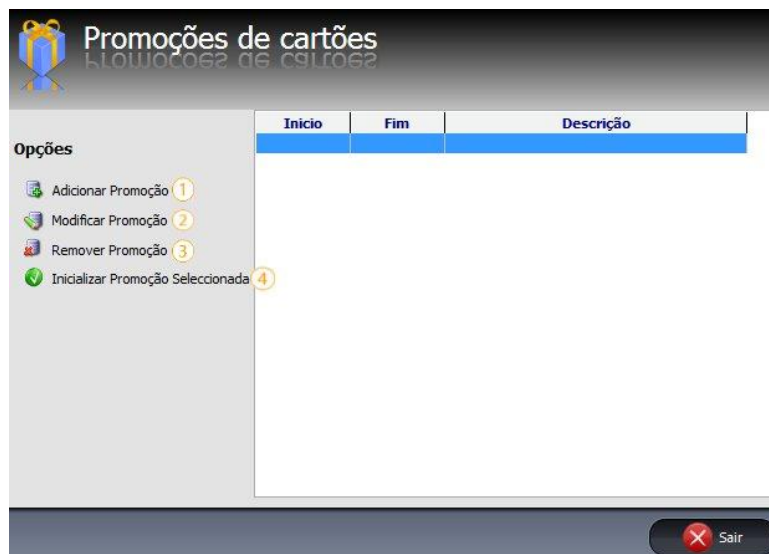 Promoções de cartões
Inicio Fim Descrição
Opções
Adicionar Promoção 1
Modificar Promoção 2
Remover Promoção 3
Inicializar Promoção Seleccionada 4
Sair